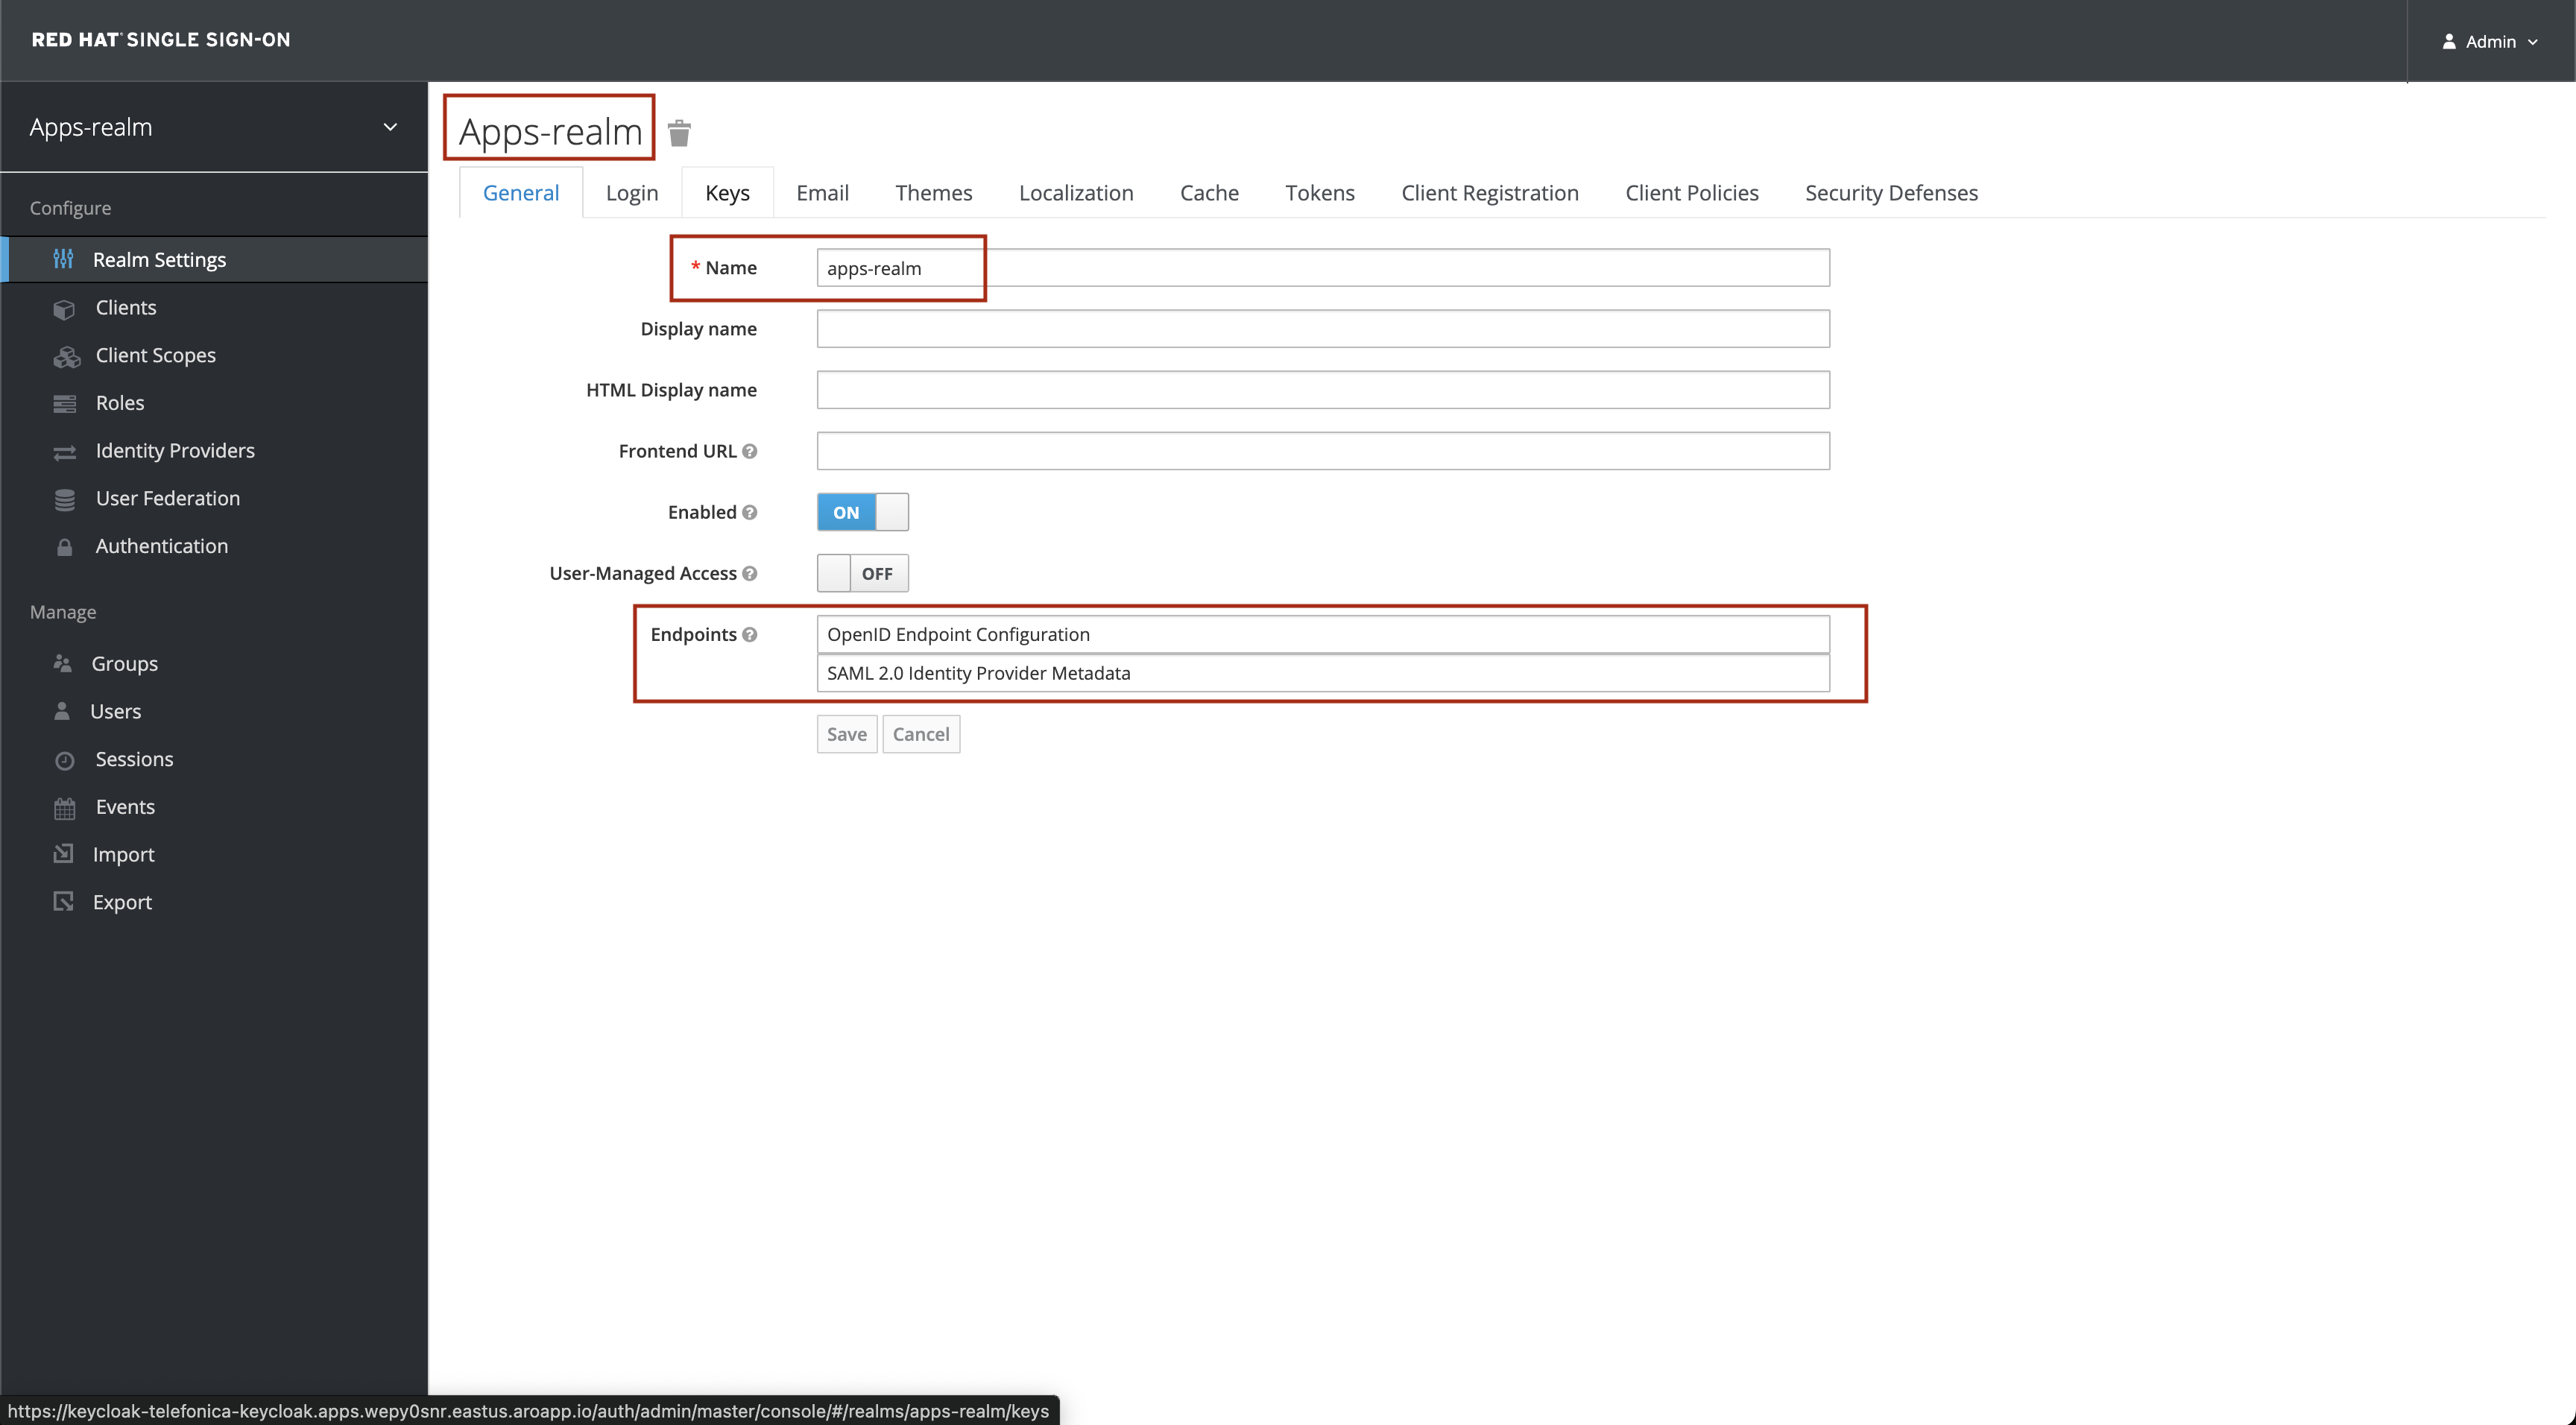 RED HAT SINGLE SIGN-ON
Admin
Apps-realm
Configure
Realm Settings
Clients
Client Scopes
Roles
Identity Providers
User Federation
Authentication
Manage
Groups
Users
Sessions
Events
Import
Export
Apps-realm
General Login Keys Email Themes Localization Cache Tokens Client Registration Client Policies Security Defenses
* Name apps-realm
Display name
HTML Display name
Frontend URL
Enabled ON
User-Managed Access OFF
Endpoints OpenID Endpoint Configuration
SAML 2.0 Identity Provider Metadata
Save Cancel
https://keycloak-telefonica-keycloak.apps.wepy0snr.eastus.aroapp.io/auth/admin/master/console/#/realms/apps-realm/keys